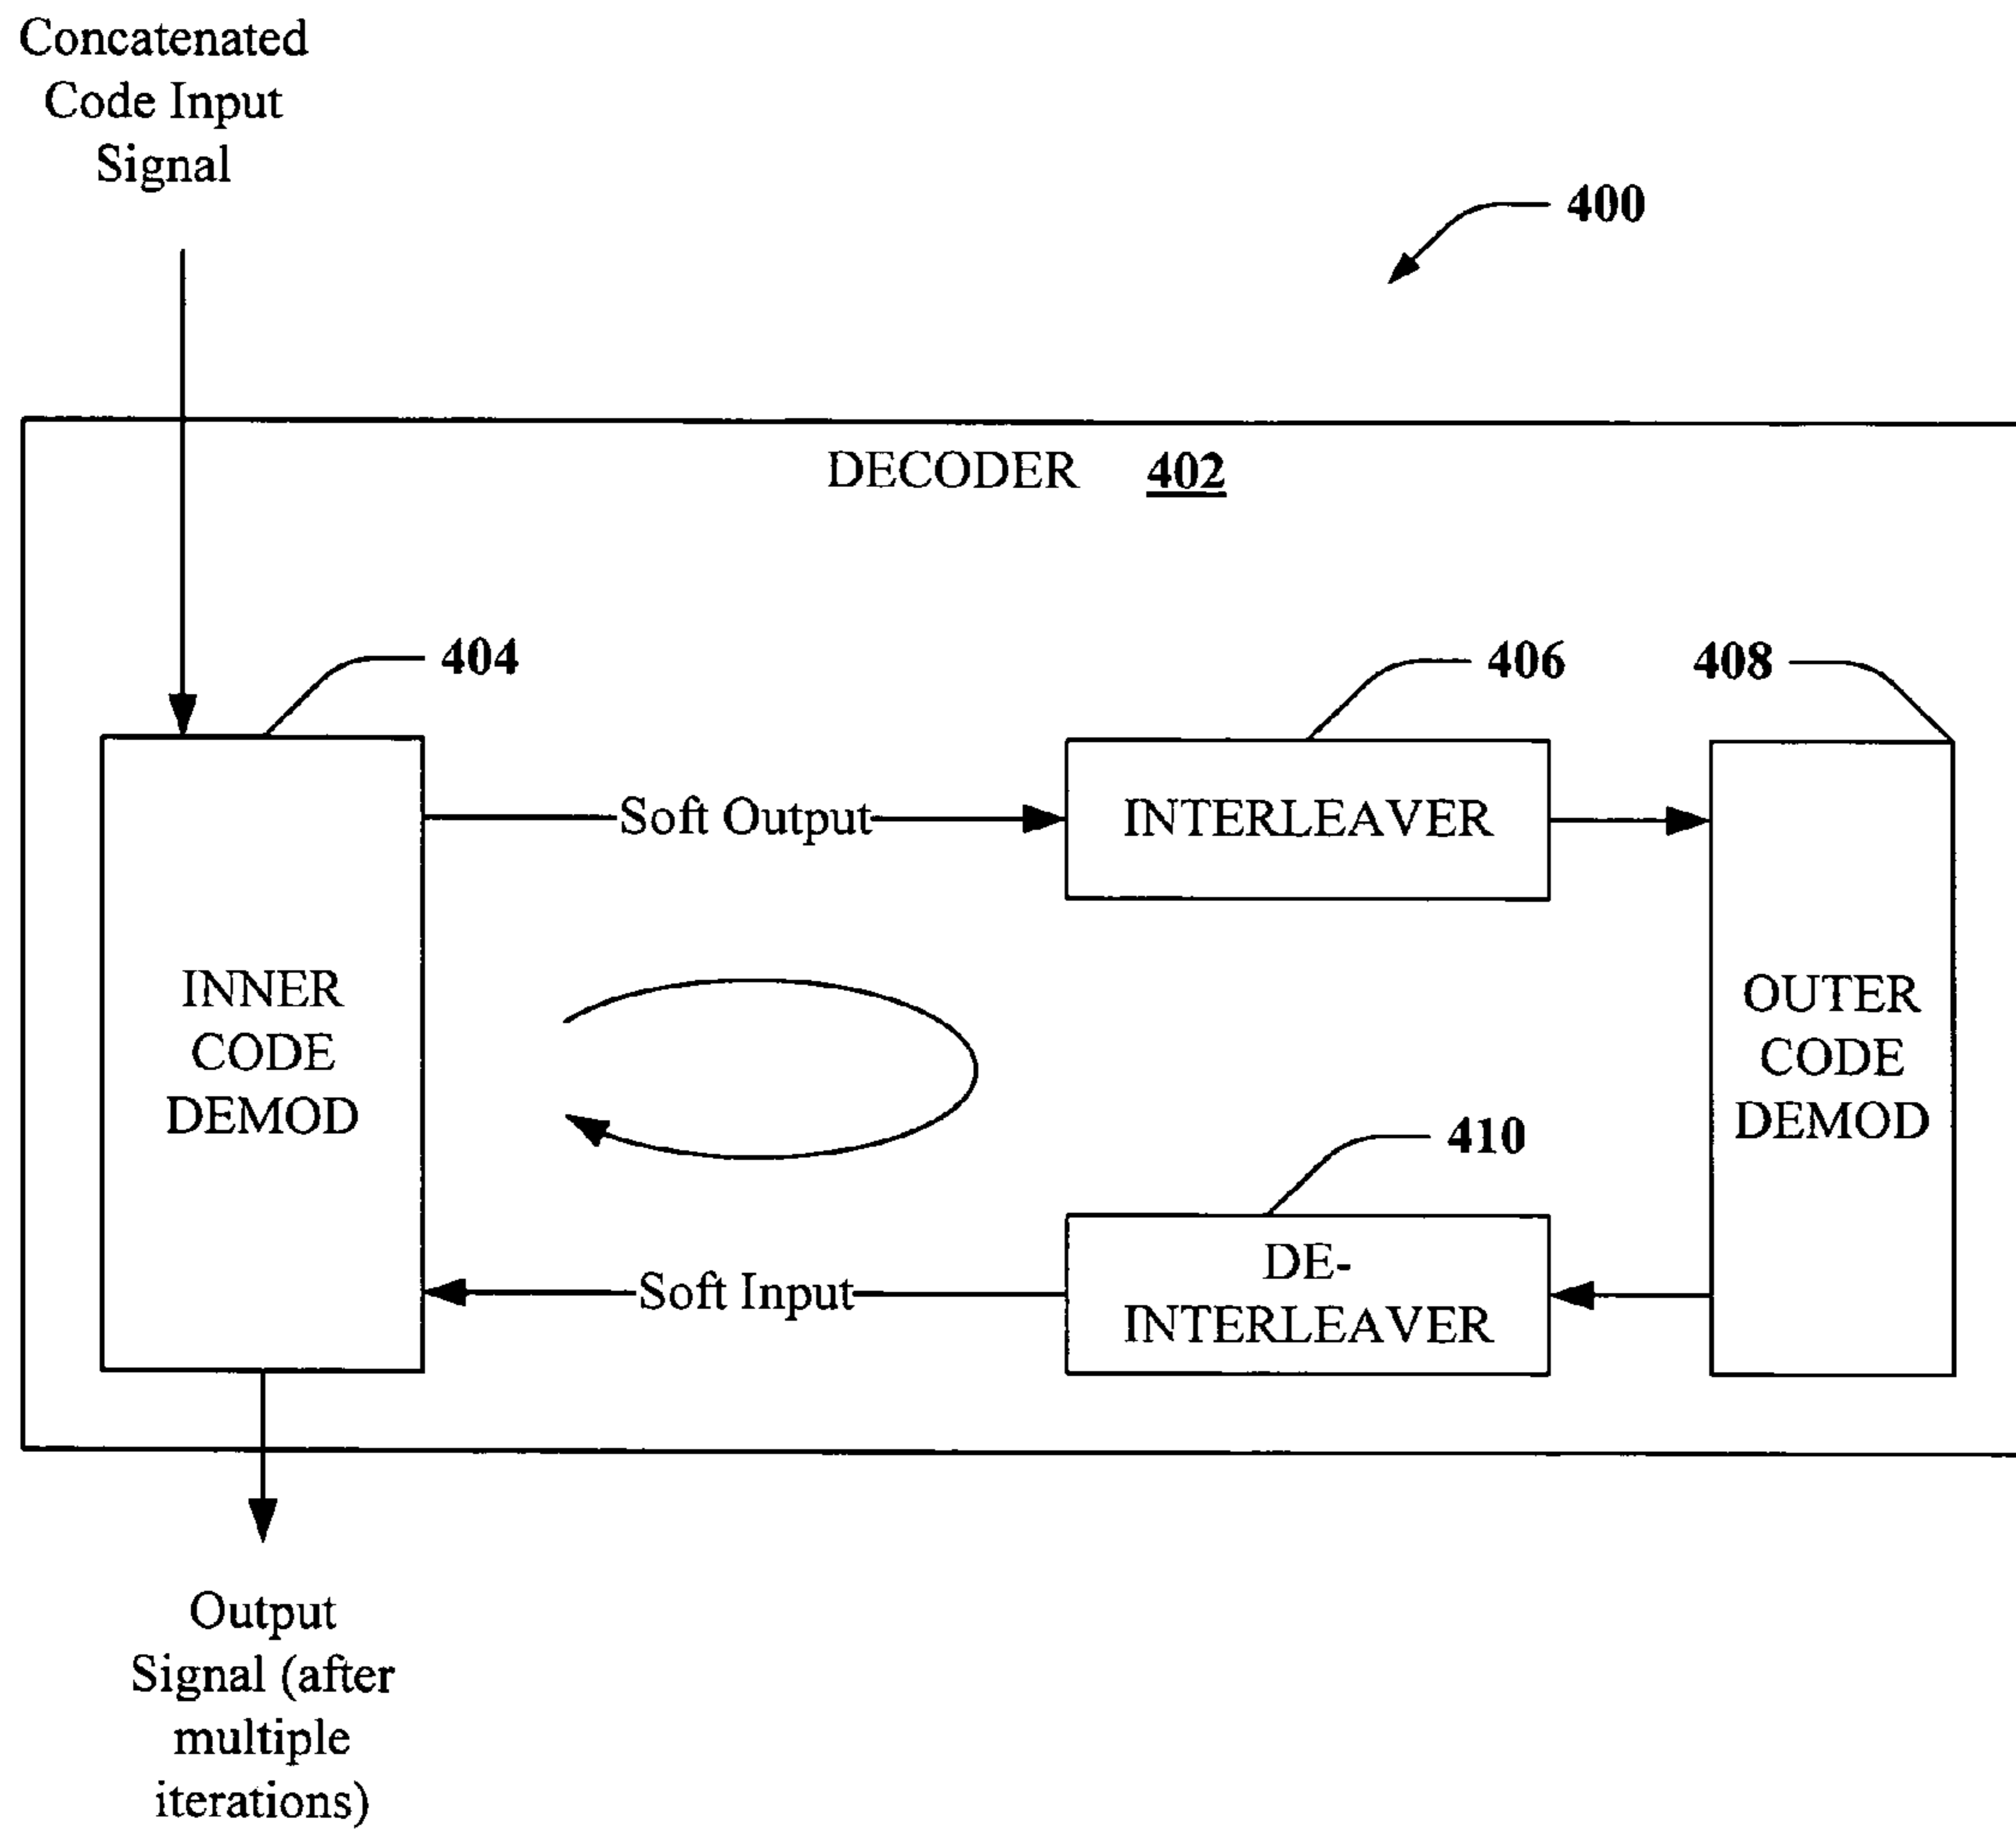 Concatenated
Code Input
Signal
400
DECODER 402
404
406
408
Soft Output
INTERLEAVER
INNER
CODE
DEMOD
OUTER
CODE
DEMOD
410
Soft Input
DE-
INTERLEAVER
Output
Signal (after
multiple
iterations)